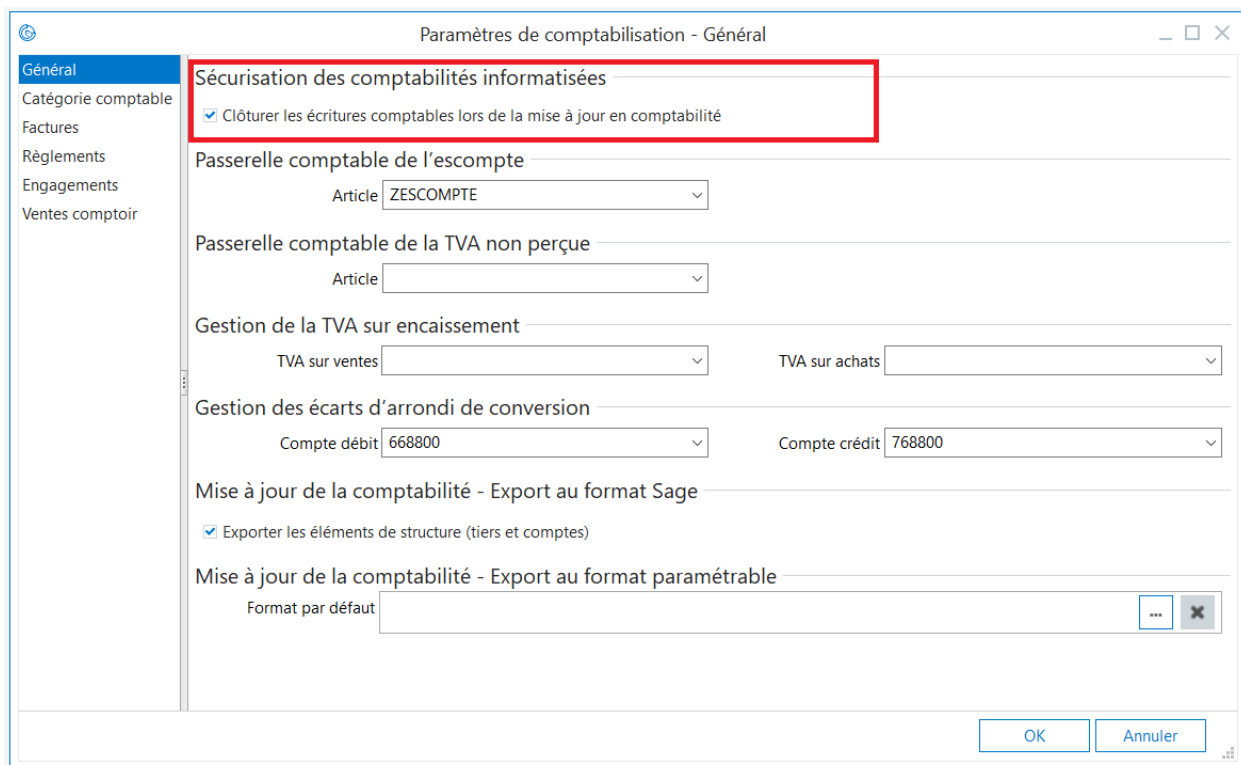 Paramètres de comptabilisation - Général
Général
Catégorie comptable
Factures
Règlements
Engagements
Ventes comptoir
Sécurisation des comptabilités informatisées
Clôturer les écritures comptables lors de la mise à jour en comptabilité
Passerelle comptable de l'escompte
Article ZESCOMPTE
Passerelle comptable de la TVA non perçue
Article
Gestion de la TVA sur encaissement
TVA sur ventes TVA sur achats
Gestion des écarts d'arrondi de conversion
Compte débit 668800 Compte crédit 768800
Mise à jour de la comptabilité - Export au format Sage
Exporter les éléments de structure (tiers et comptes)
Mise à jour de la comptabilité - Export au format paramétrable
Format par défaut ...
OK Annuler